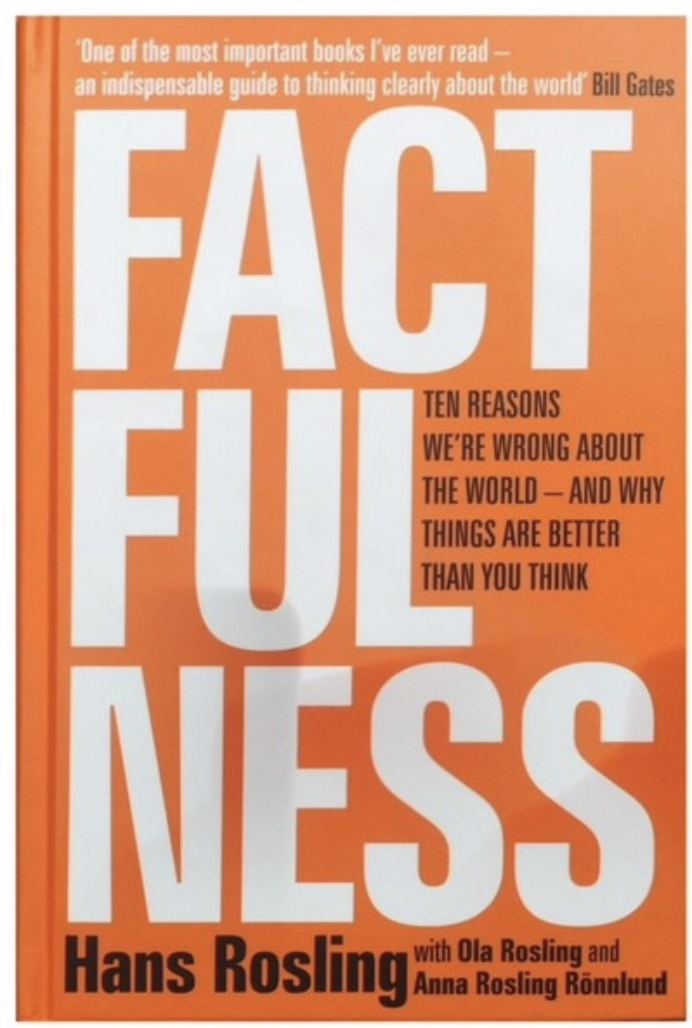 'One of the most important books I've ever read –
an indispensable guide to thinking clearly about the world' Bill Gates
FACT
FUL
TEN REASONS
WE'RE WRONG ABOUT
THE WORLD – AND WHY
THINGS ARE BETTER
THAN YOU THINK
NESS
Hans Rosling
with Ola Rosling and
Anna Rosling Rönnlund